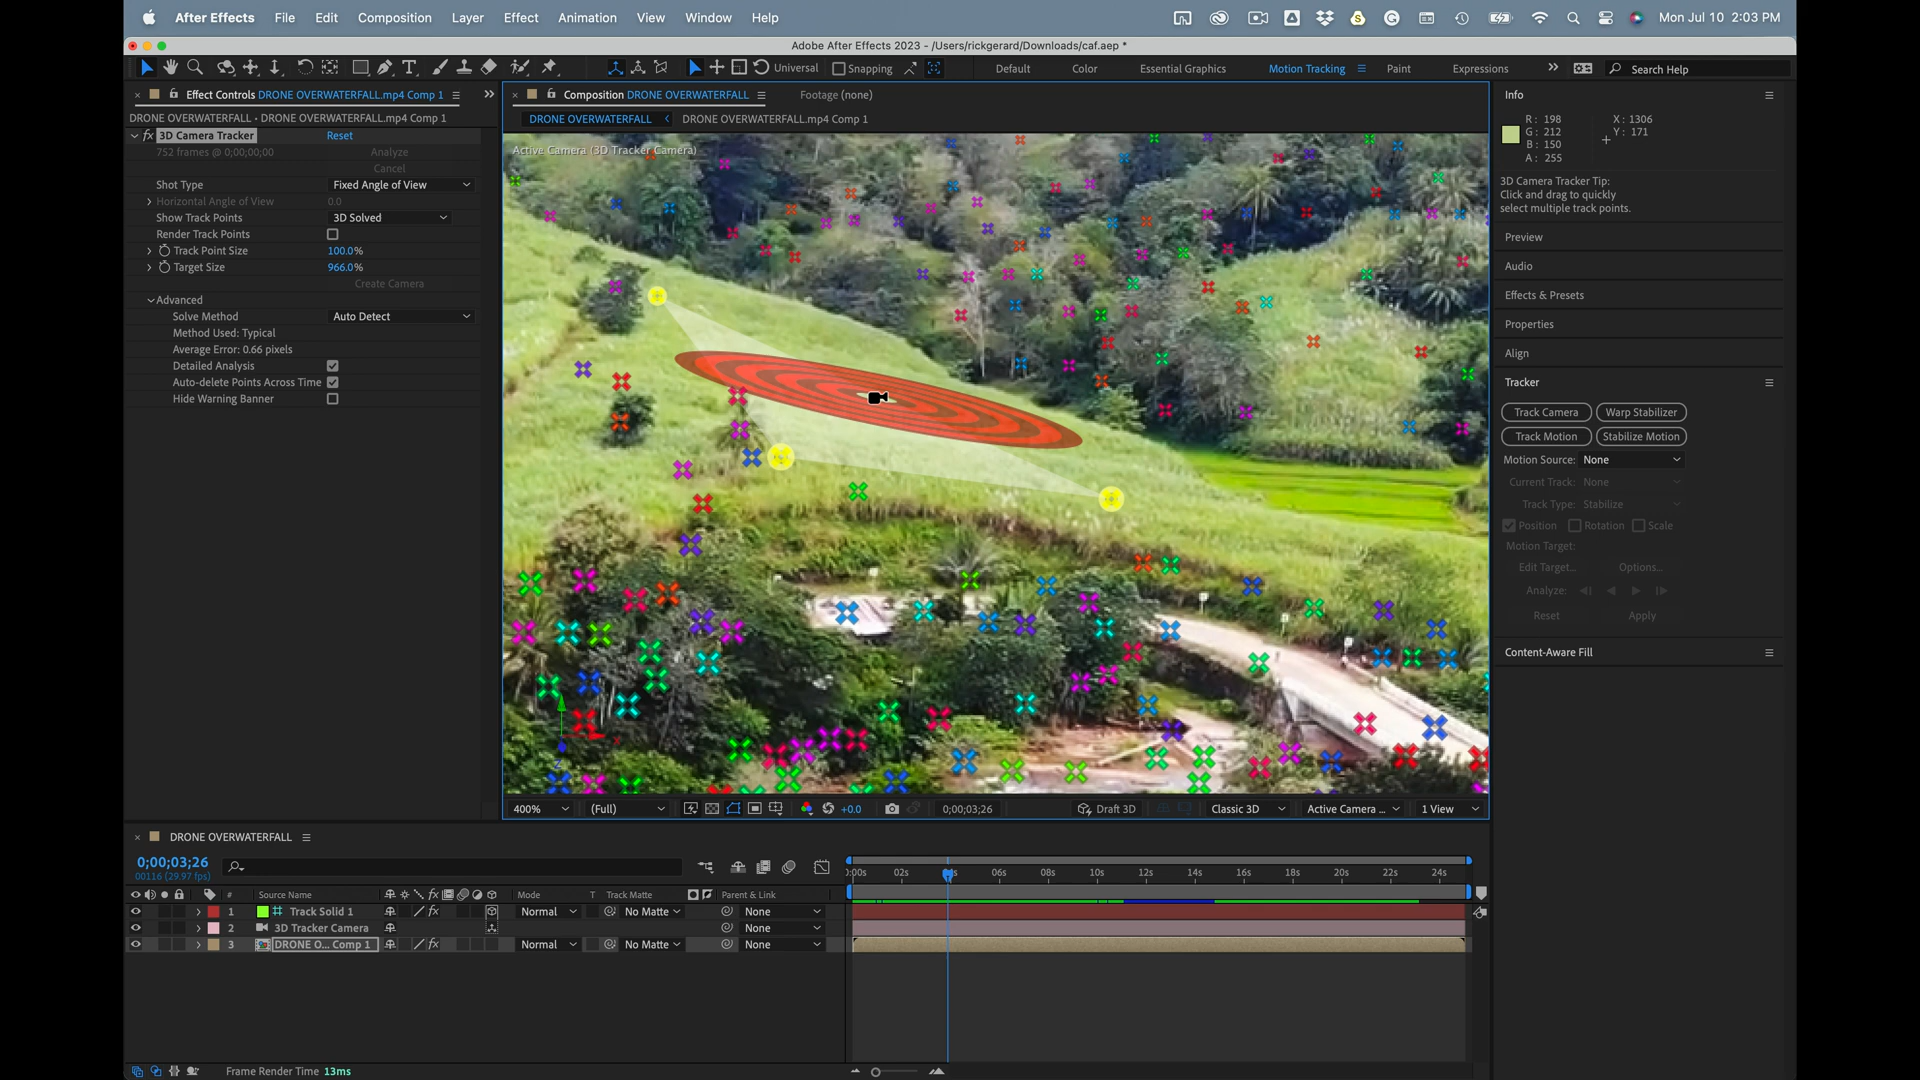 After Effects File Edit Composition Layer Effect Animation View Window Help Mon Jul 10 2:03 PM
Adobe After Effects 2023 - /Users/rickgerard/Downloads/caf.aep *
Universal Snapping Default Color Essential Graphics Motion Tracking Paint Expressions Search Help
Effect Controls DRONE OVERWATERFALL.mp4 Comp 1
DRONE OVERWATERFALL • DRONE OVERWATERFALL.mp4 Comp 1
fx 3D Camera Tracker Reset
752 frames @ 0;00;00;00 Analyze
Cancel
Shot Type Fixed Angle of View
Horizontal Angle of View 0.0
Show Track Points 3D Solved
Render Track Points
Track Point Size 100.0%
Target Size 966.0%
Create Camera
Advanced
Solve Method Auto Detect
Method Used: Typical
Average Error: 0.66 pixels
Detailed Analysis
Auto-delete Points Across Time
Hide Warning Banner
Composition DRONE OVERWATERFALL Footage (none)
DRONE OVERWATERFALL DRONE OVERWATERFALL.mp4 Comp 1
Active Camera (3D Tracker Camera)
400% (Full) +0.0 0;00;03;26 Draft 3D Classic 3D Active Camera ... 1 View
Info
R : 198
G : 212
B : 150
A : 255
X : 1306
Y : 171
3D Camera Tracker Tip:
Click and drag to quickly
select multiple track points.
Preview
Audio
Effects & Presets
Properties
Align
Tracker
Track Camera Warp Stabilizer
Track Motion Stabilize Motion
Motion Source: None
Current Track: None
Track Type: Stabilize
Position Rotation Scale
Motion Target:
Edit Target... Options...
Analyze:
Reset Apply
Content-Aware Fill
DRONE OVERWATERFALL
0;00;03;26
00116 (29.97 fps)
# Source Name fx Mode T Track Matte Parent & Link
1 Track Solid 1 fx Normal No Matte None
2 3D Tracker Camera None
3 DRONE O... Comp 1 fx Normal No Matte None
02s 06s 08s 10s 12s 14s 16s 18s 20s 22s 24s
Frame Render Time 13ms